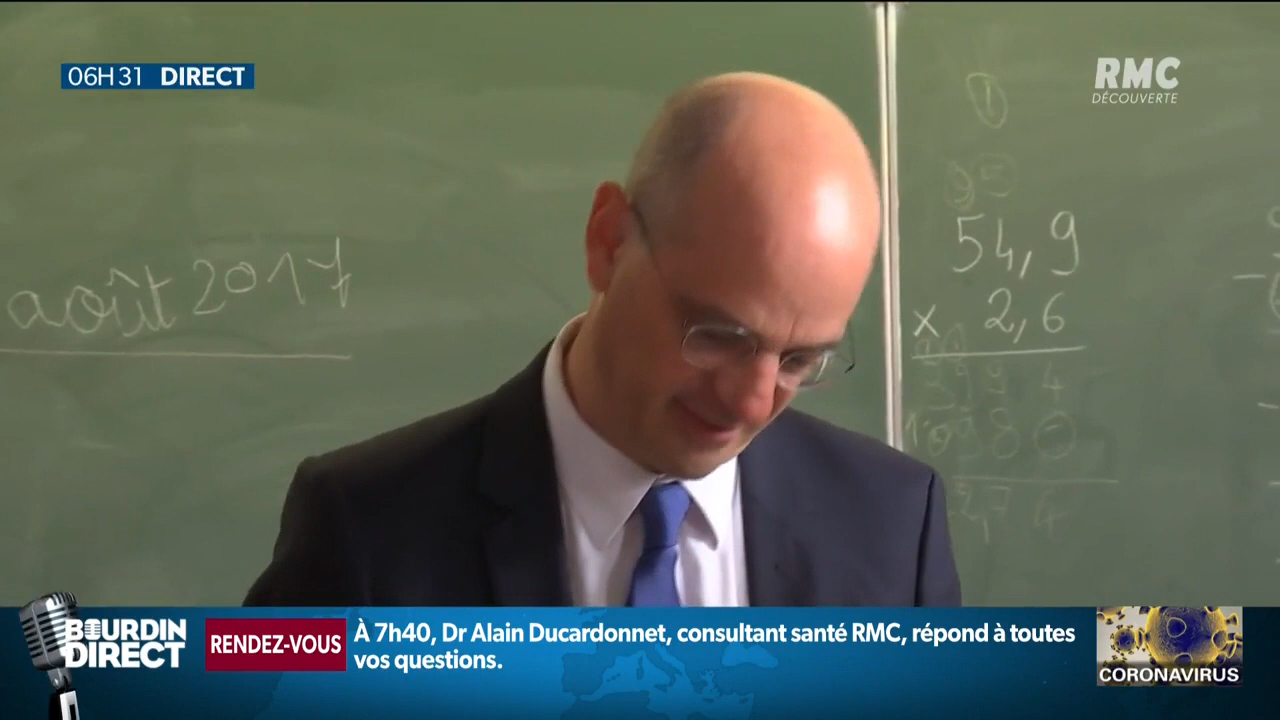 06H31 DIRECT
RMC
DÉCOUVERTE
août 2017
54,9
x 2,6
BOURDIN
DIRECT
RENDEZ-VOUS
À 7h40, Dr Alain Ducardonnet, consultant santé RMC, répond à toutes
vos questions.
CORONAVIRUS